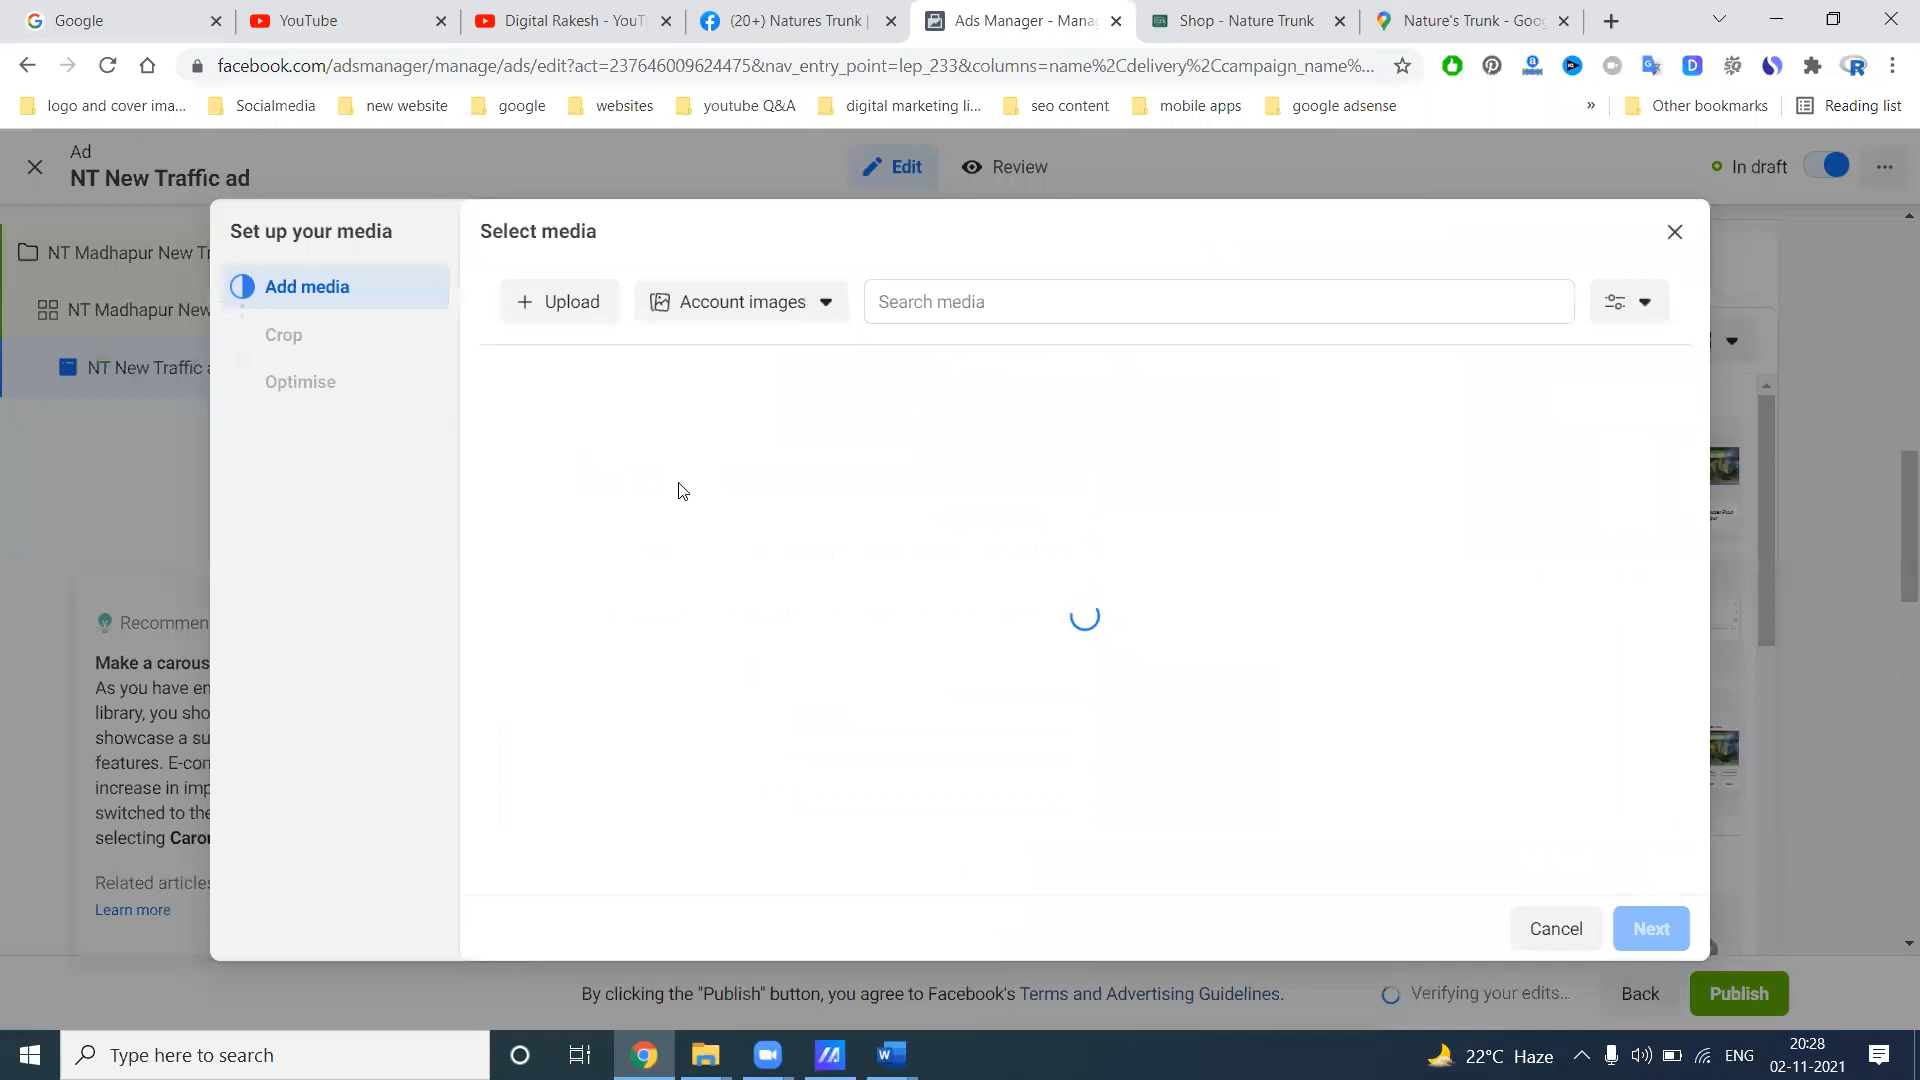 Google
YouTube
Digital Rakesh - YouT
(20+) Natures Trunk |
Ads Manager - Mana
Shop - Nature Trunk
Nature's Trunk - Goo
facebook.com/adsmanager/manage/ads/edit?act=237646009624475&nav_entry_point=lep_233&columns=name%2Cdelivery%2Ccampaign_name%...
logo and cover ima...
Socialmedia
new website
google
websites
youtube Q&A
digital marketing li...
seo content
mobile apps
google adsense
»
Other bookmarks
Reading list
Ad
NT New Traffic ad
Edit
Review
In draft
NT Madhapur New Tr
NT Madhapur New
NT New Traffic a
Set up your media
Add media
Crop
Optimise
Select media
+ Upload
Account images
Search media
Recommen
Make a carous
As you have en
library, you sho
showcase a su
features. E-con
increase in imp
switched to the
selecting Carou
Related articles
Learn more
Cancel
Next
By clicking the "Publish" button, you agree to Facebook's Terms and Advertising Guidelines.
Verifying your edits...
Back
Publish
Type here to search
22°C Haze
ENG
20:28
02-11-2021